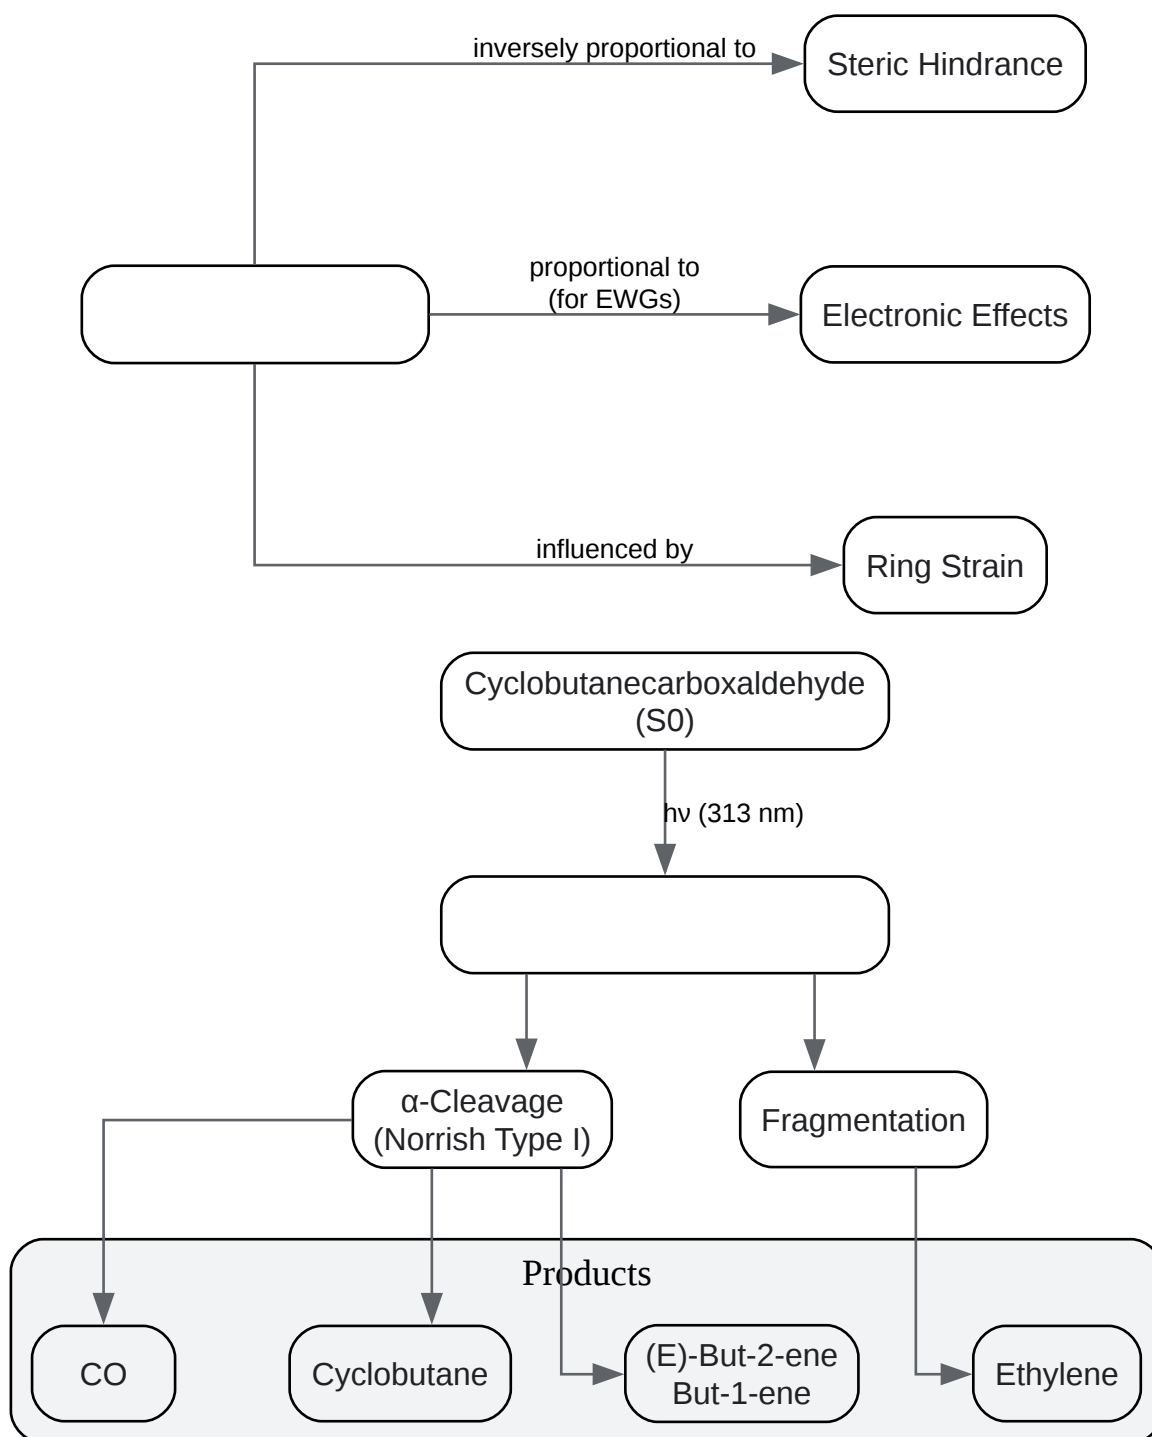 inversely proportional to
Steric Hindrance
proportional to
(for EWGs)
Electronic Effects
influenced by
Ring Strain
Cyclobutanecarboxaldehyde
(S0)
hν (313 nm)
α-Cleavage
(Norrish Type I)
Fragmentation
Products
CO
Cyclobutane
(E)-But-2-ene
But-1-ene
Ethylene